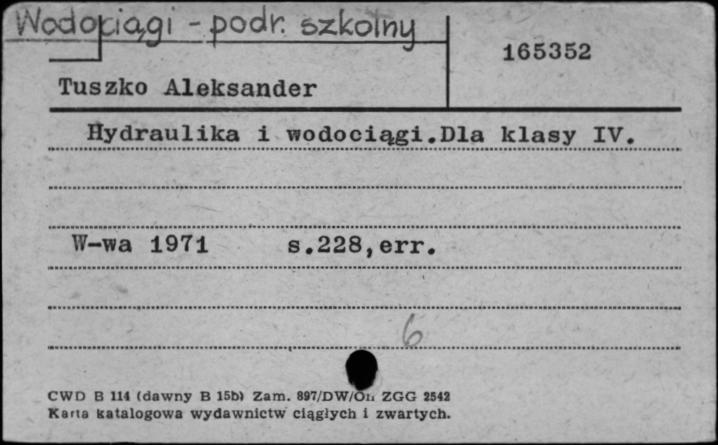 Wodociągi - podr. szkolny
165352
Tuszko Aleksander
Hydraulika i wodociągi.Dla klasy IV.
W-wa 1971 s.228,err.
6
CWD B 114 (dawny B 15b) Zam. 897/DW/Oń ZGG 2542
Karta katalogowa wydawnictw ciągłych i zwartych.